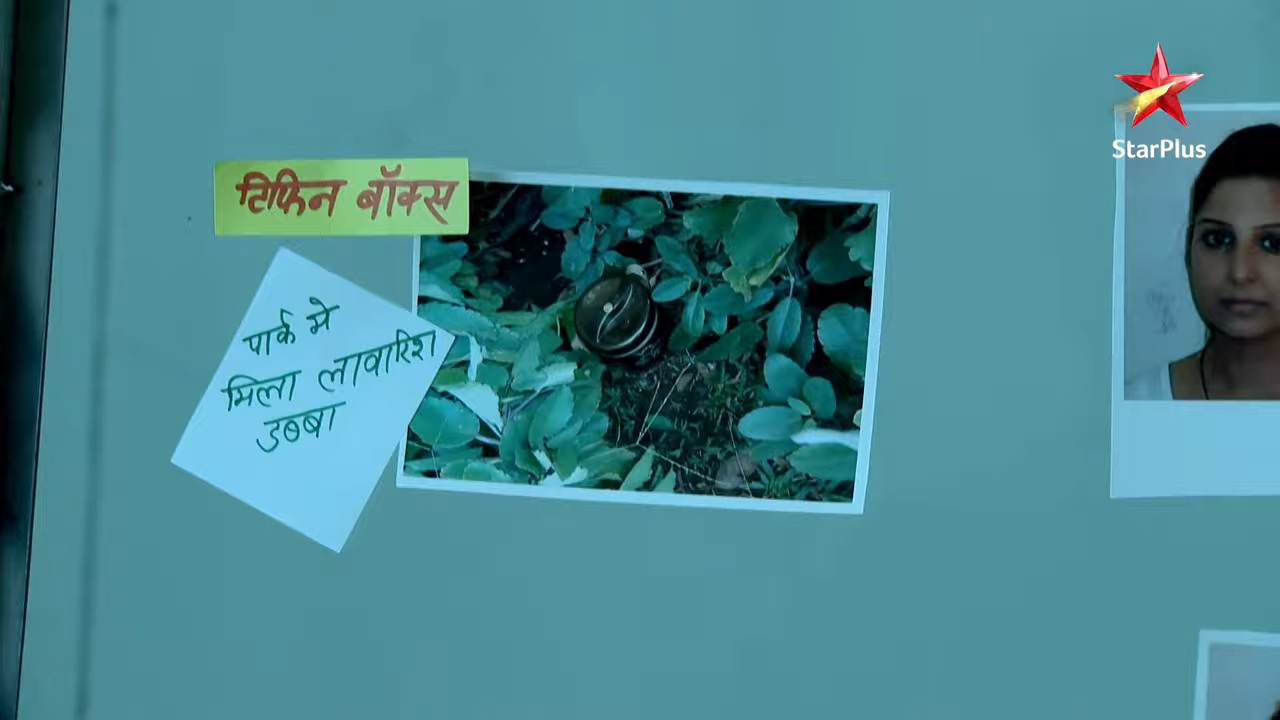 टिफिन बॉक्स
पार्क मे
मिला लावारिश
डब्बा
StarPlus